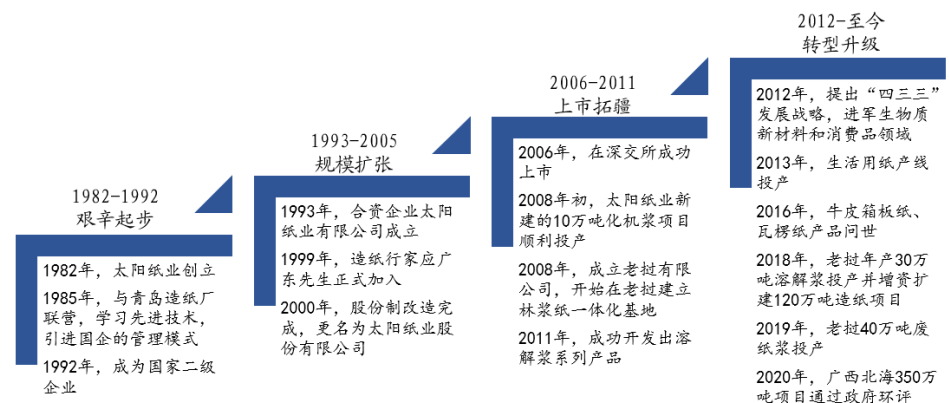 1982-1992
艰辛起步
1982年，太阳纸业创立
1985年，与青岛造纸厂
联营，学习先进技术，
引进国企的管理模式
1992年，成为国家二级
企业
1993-2005
规模扩张
1993年，合资企业太阳
纸业有限公司成立
1999年，造纸行家应广
东先生正式加入
2000年，股份制改造完
成，更名为太阳纸业股
份有限公司
2006-2011
上市拓疆
2006年，在深交所成功
上市
2008年初，太阳纸业新
建的10万吨化机浆项目
顺利投产
2008年，成立老挝有限
公司，开始在老挝建立
林浆纸一体化基地
2011年，成功开发出溶
解浆系列产品
2012-至今
转型升级
2012年，提出“四三三”
发展战略，进军生物质
新材料和消费品领域
2013年，生活用纸产线
投产
2016年，牛皮箱板纸、
瓦楞纸产品问世
2018年，老挝年产30万
吨溶解浆投产并增资扩
建120万吨造纸项目
2019年，老挝40万吨废
纸浆投产
2020年，广西北海350万
吨项目通过政府环评